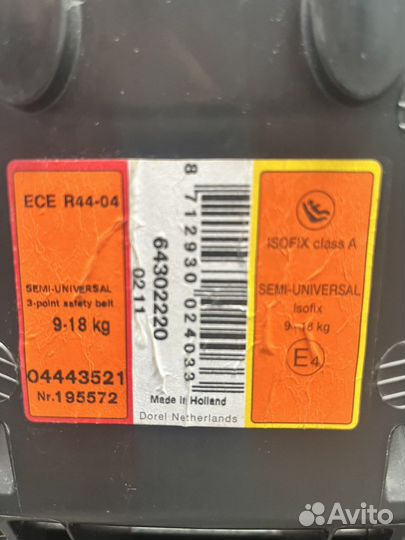 ECE R44-04
SEMI-UNIVERSAL
3-point safety belt
9-18 kg
04443521
Nr.195572
64302220
0211
8 712930 024033
Made in Holland
Dorel Netherlands
ISOFIX class A
SEMI-UNIVERSAL
Isofix
9-18 kg
E4
Avito